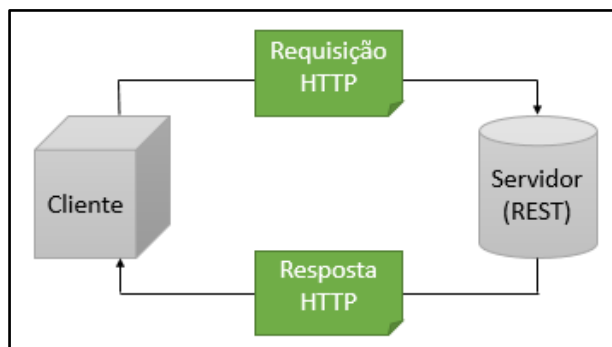 Requisição
HTTP
Cliente
Servidor
(REST)
Resposta
HTTP